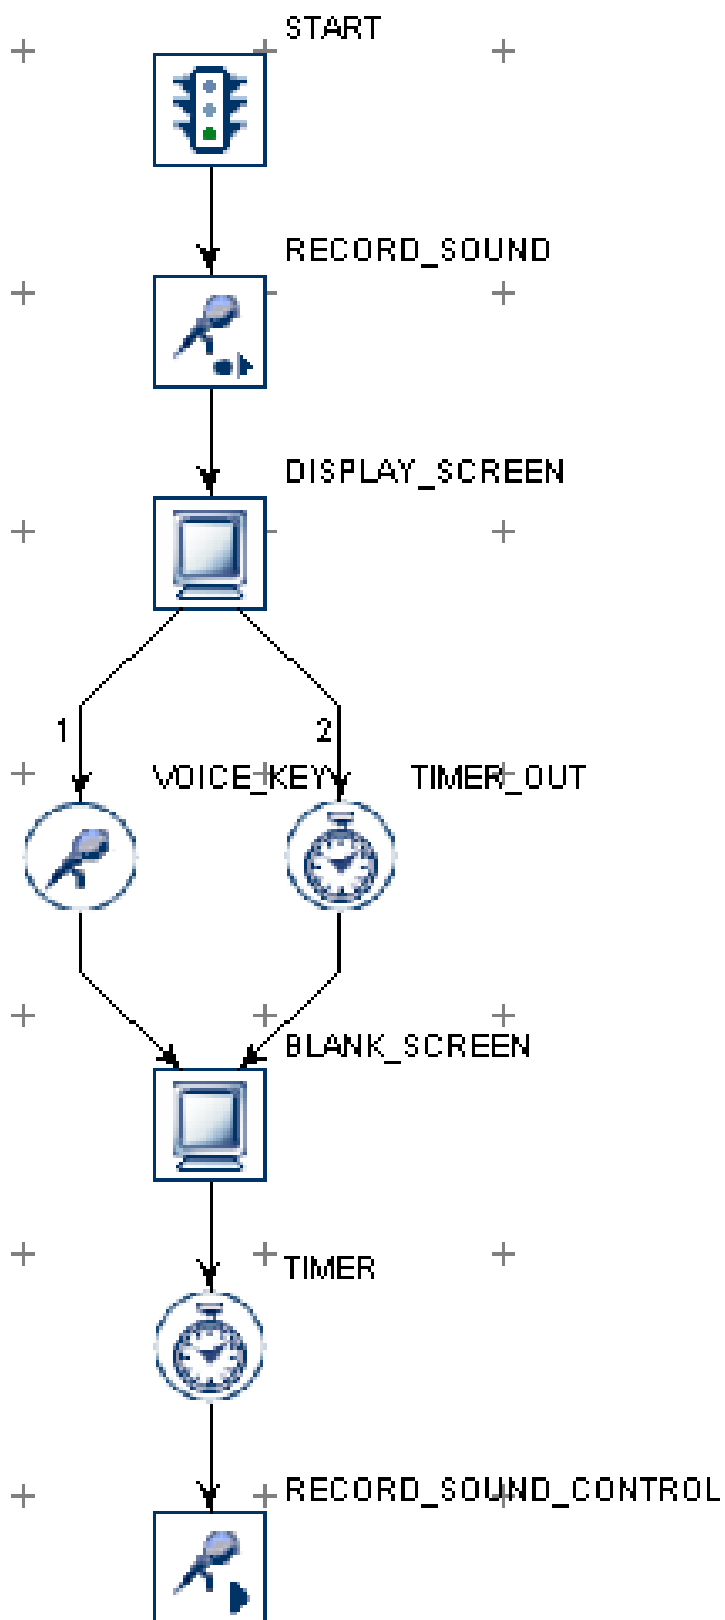 START
RECORD_SOUND
DISPLAY_SCREEN
1
2
VOICE_KEY
TIMER_OUT
BLANK_SCREEN
TIMER
RECORD_SOUND_CONTROL